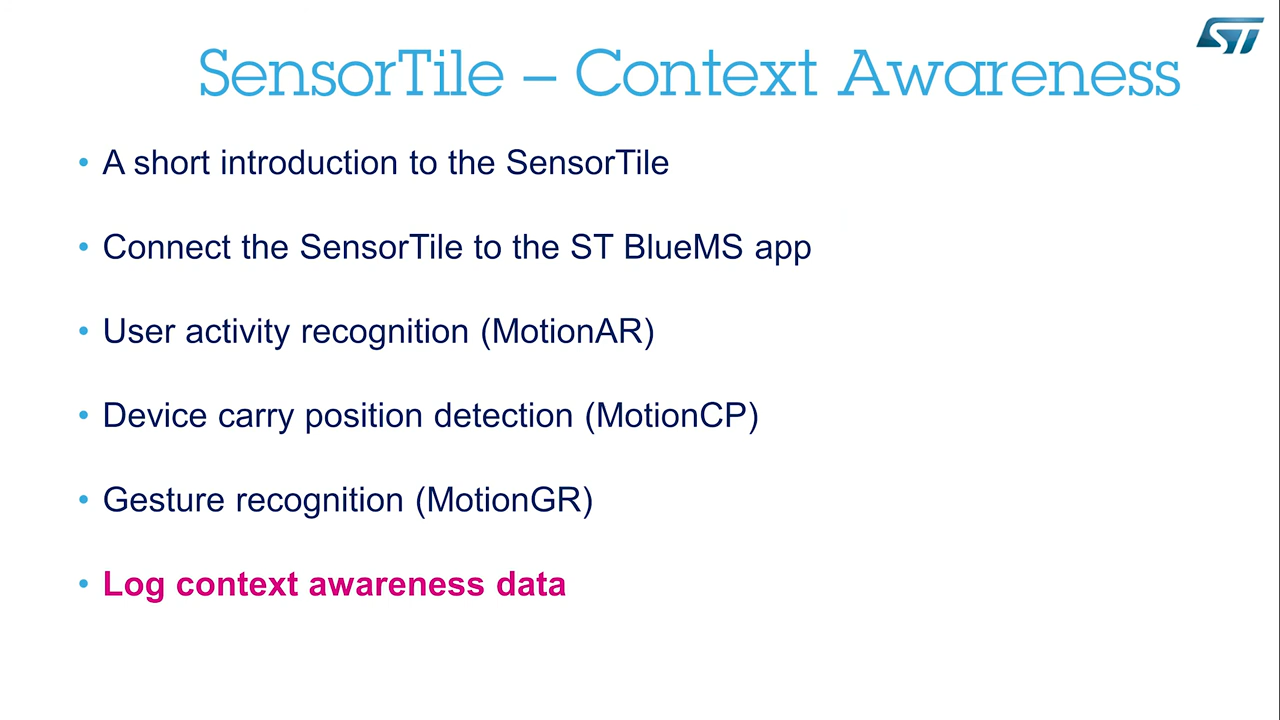 ST
SensorTile – Context Awareness
• A short introduction to the SensorTile
• Connect the SensorTile to the ST BlueMS app
• User activity recognition (MotionAR)
• Device carry position detection (MotionCP)
• Gesture recognition (MotionGR)
• Log context awareness data